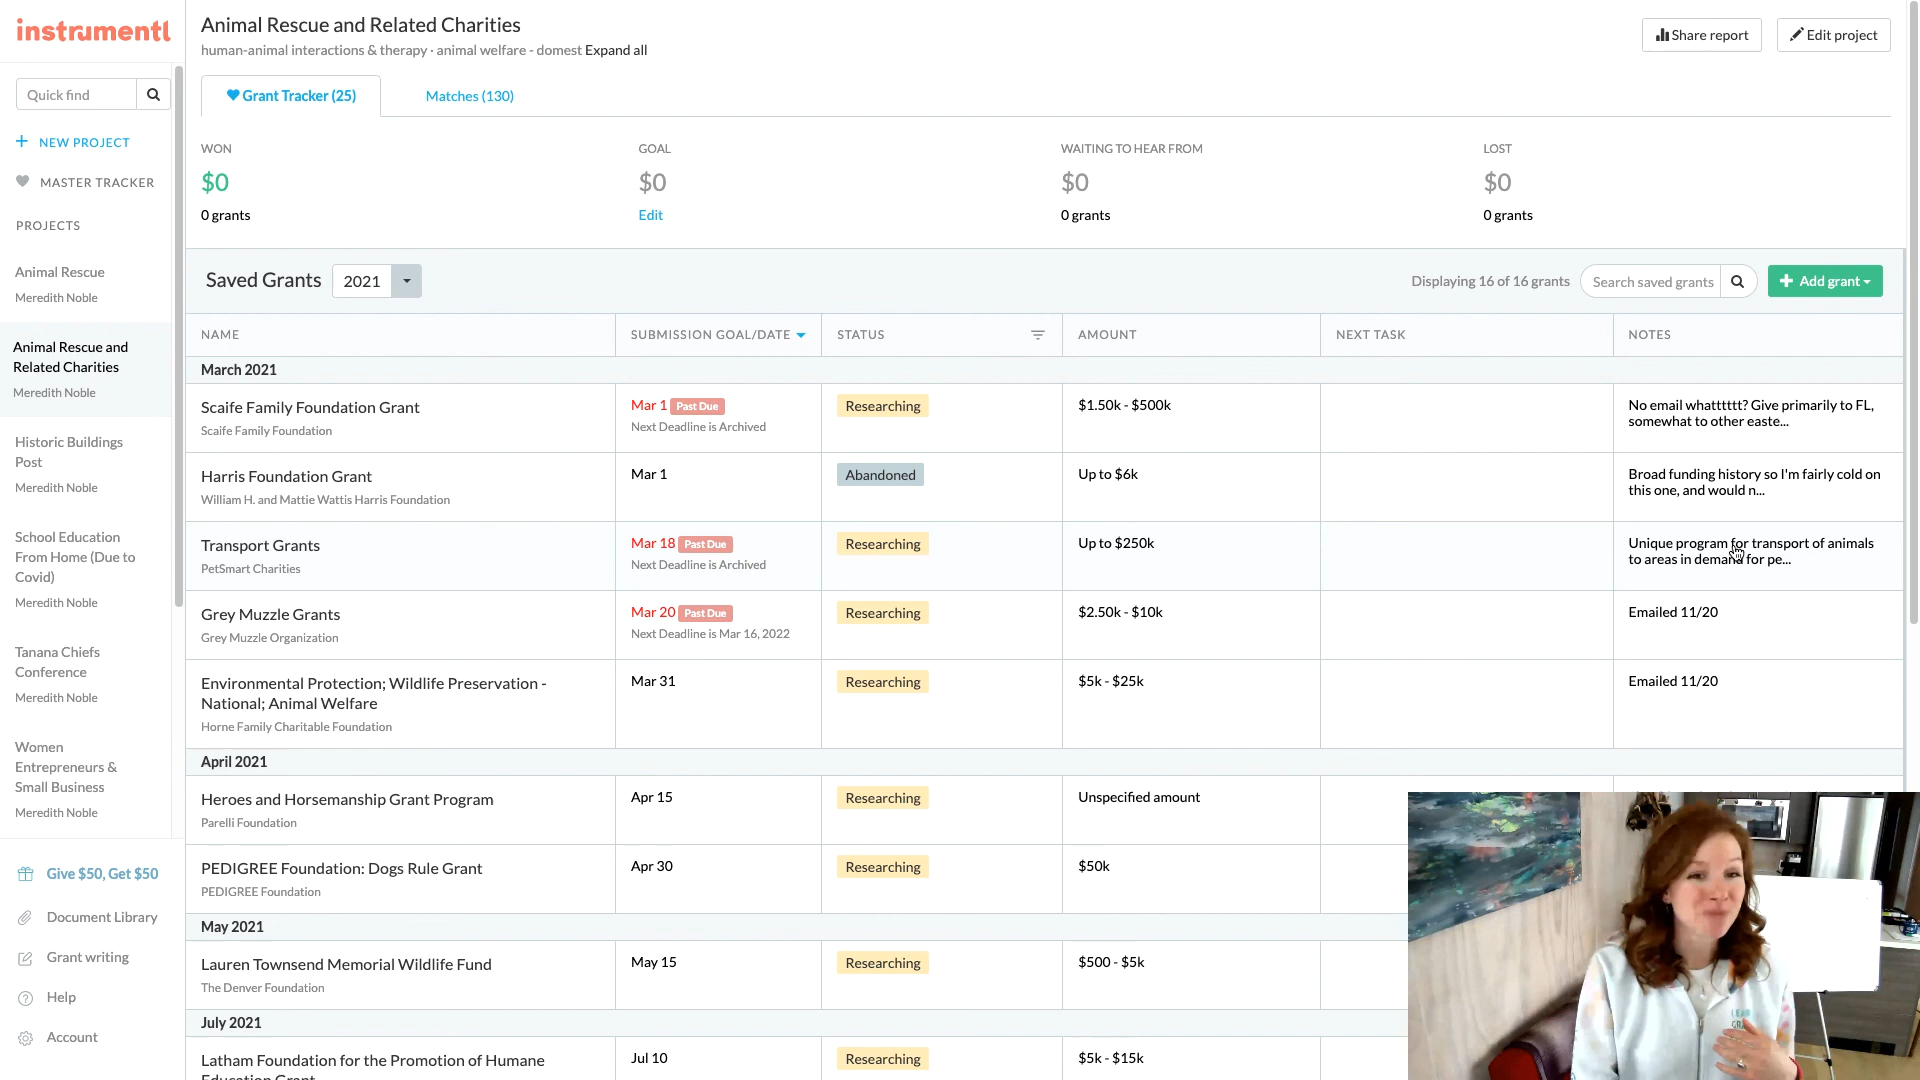 instrumentl
Quick find
NEW PROJECT
MASTER TRACKER
PROJECTS
Animal Rescue
Meredith Noble
Animal Rescue and
Related Charities
Meredith Noble
Historic Buildings
Post
Meredith Noble
School Education
From Home (Due to
Covid)
Meredith Noble
Tanana Chiefs
Conference
Meredith Noble
Women
Entrepreneurs &
Small Business
Meredith Noble
Give $50, Get $50
Document Library
Grant writing
Help
Account
Animal Rescue and Related Charities
human-animal interactions & therapy · animal welfare - domest Expand all
Share report
Edit project
Grant Tracker (25)
Matches (130)
WON
$0
0 grants
GOAL
$0
Edit
WAITING TO HEAR FROM
$0
0 grants
LOST
$0
0 grants
Saved Grants 2021
Displaying 16 of 16 grants
Search saved grants
Add grant
NAME SUBMISSION GOAL/DATE STATUS AMOUNT NEXT TASK NOTES
March 2021
Scaife Family Foundation Grant
Scaife Family Foundation
Mar 1 Past Due
Next Deadline is Archived
Researching
$1.50k - $500k
No email whatttttt? Give primarily to FL,
somewhat to other easte...
Harris Foundation Grant
William H. and Mattie Wattis Harris Foundation
Mar 1
Abandoned
Up to $6k
Broad funding history so I'm fairly cold on
this one, and would n...
Transport Grants
PetSmart Charities
Mar 18 Past Due
Next Deadline is Archived
Researching
Up to $250k
Unique program for transport of animals
to areas in demand for pe...
Grey Muzzle Grants
Grey Muzzle Organization
Mar 20 Past Due
Next Deadline is Mar 16, 2022
Researching
$2.50k - $10k
Emailed 11/20
Environmental Protection; Wildlife Preservation -
National; Animal Welfare
Horne Family Charitable Foundation
Mar 31
Researching
$5k - $25k
Emailed 11/20
April 2021
Heroes and Horsemanship Grant Program
Parelli Foundation
Apr 15
Researching
Unspecified amount
PEDIGREE Foundation: Dogs Rule Grant
PEDIGREE Foundation
Apr 30
Researching
$50k
May 2021
Lauren Townsend Memorial Wildlife Fund
The Denver Foundation
May 15
Researching
$500 - $5k
July 2021
Latham Foundation for the Promotion of Humane
Education Grant
Jul 10
Researching
$5k - $15k